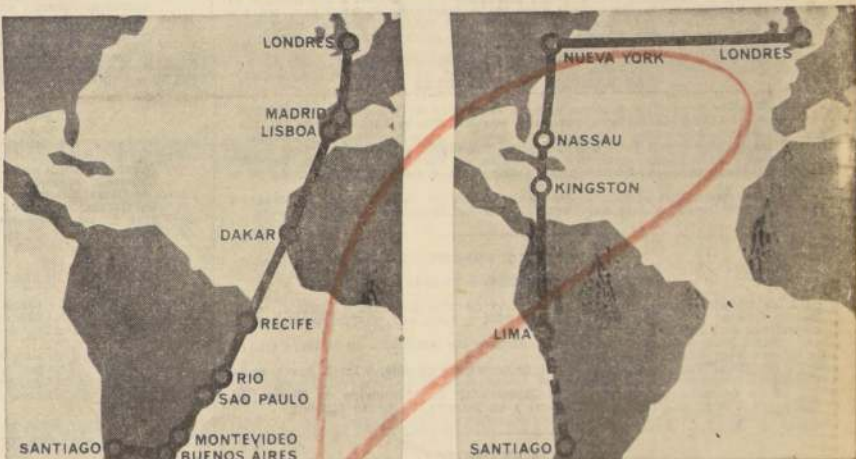 LONDRES
MADRID
LISBOA
DAKAR
RECIFE
RIO
SAO PAULO
MONTEVIDEO
SANTIAGO
BUENOS AIRES
NUEVA YORK
LONDRES
NASSAU
KINGSTON
LIMA
SANTIAGO